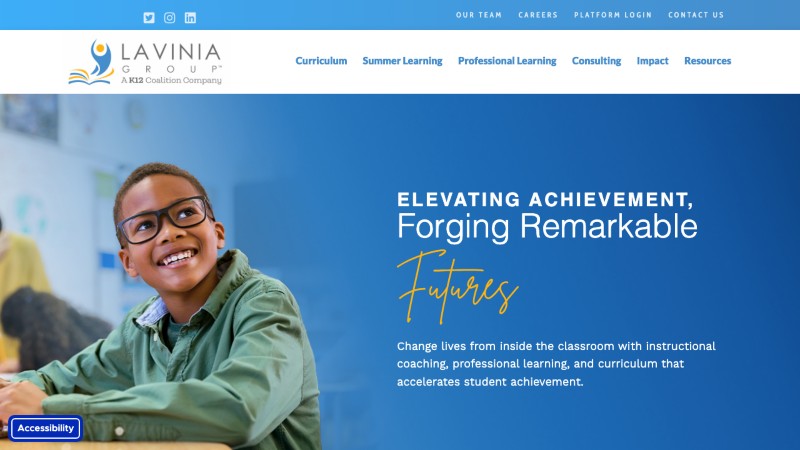 OUR TEAM CAREERS PLATFORM LOGIN CONTACT US
LAVINIA
GROUP™
A K12 Coalition Company
Curriculum Summer Learning Professional Learning Consulting Impact Resources
ELEVATING ACHIEVEMENT,
Forging Remarkable
Futures
Change lives from inside the classroom with instructional
coaching, professional learning, and curriculum that
accelerates student achievement.
Accessibility